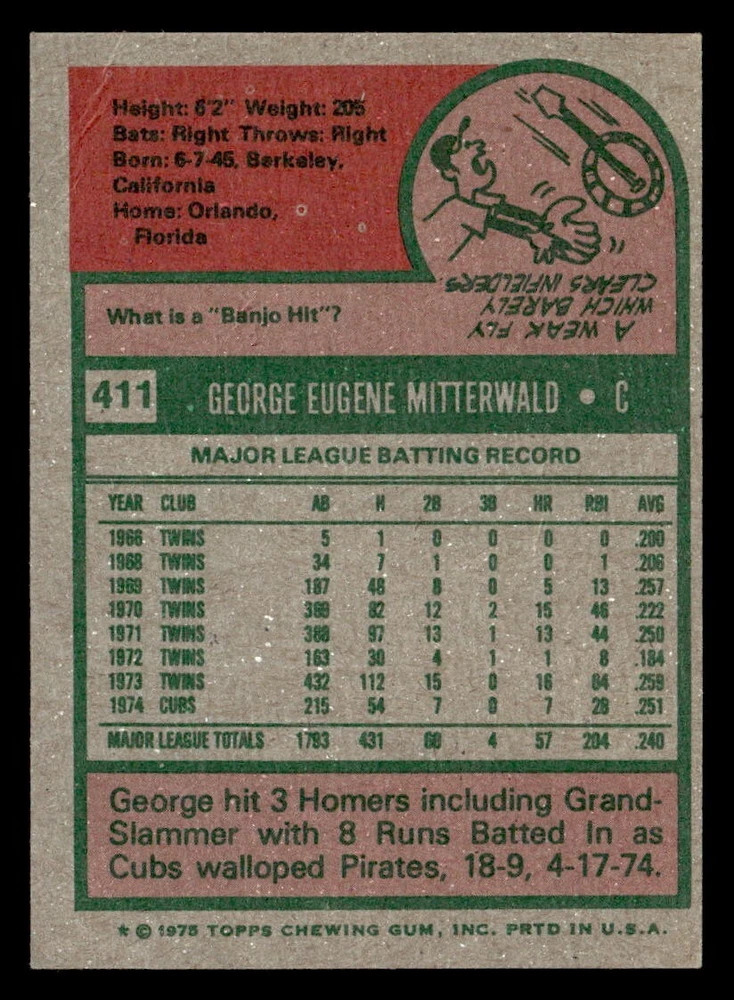 Height: 6'2" Weight: 205
Bats: Right Throws: Right
Born: 6-7-45, Berkeley,
California
Home: Orlando,
Florida
What is a "Banjo Hit"?
A WEAK FLY
WHICH BARELY
CLEARS INFIELDERS.
411 GEORGE EUGENE MITTERWALD • C
MAJOR LEAGUE BATTING RECORD
YEAR CLUB AB H 2B 3B HR RBI AVG
1966 TWINS 5 1 0 0 0 0 .200
1968 TWINS 34 7 1 0 0 1 .206
1969 TWINS 187 48 8 0 5 13 .257
1970 TWINS 369 82 12 2 15 46 .222
1971 TWINS 388 97 13 1 13 44 .250
1972 TWINS 163 30 4 1 1 8 .184
1973 TWINS 432 112 15 0 16 64 .259
1974 CUBS 215 54 7 0 7 28 .251
MAJOR LEAGUE TOTALS 1793 431 60 4 57 204 .240
George hit 3 Homers including Grand-
Slammer with 8 Runs Batted In as
Cubs walloped Pirates, 18-9, 4-17-74.
* © 1975 TOPPS CHEWING GUM, INC. PRTD IN U.S.A.